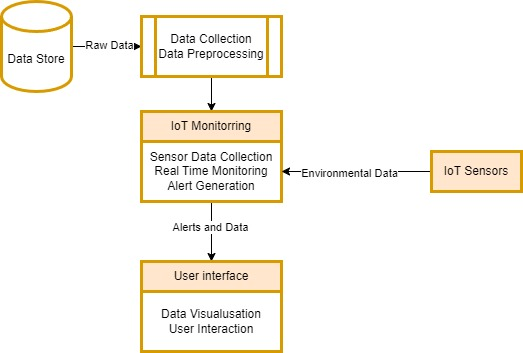 Data Store
Raw Data
Data Collection
Data Preprocessing
IoT Monitorring
Sensor Data Collection
Real Time Monitoring
Alert Generation
Environmental Data
IoT Sensors
Alerts and Data
User interface
Data Visualusation
User Interaction